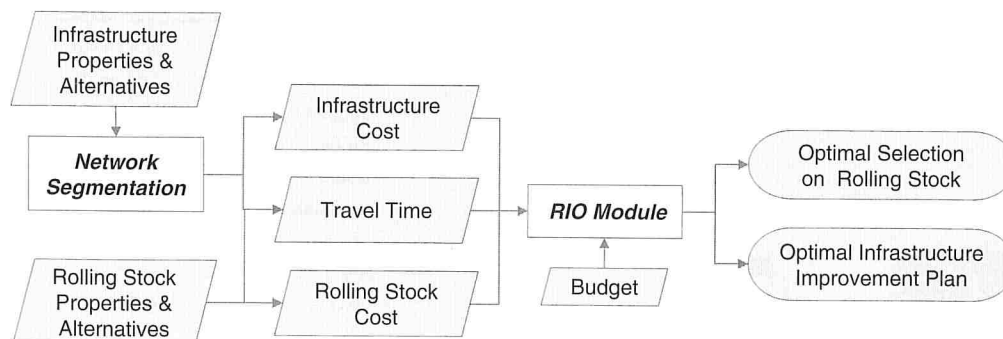 Infrastructure
Properties &
Alternatives
Network
Segmentation
Rolling Stock
Properties &
Alternatives
Infrastructure
Cost
Travel Time
Rolling Stock
Cost
RIO Module
Budget
Optimal Selection
on Rolling Stock
Optimal Infrastructure
Improvement Plan